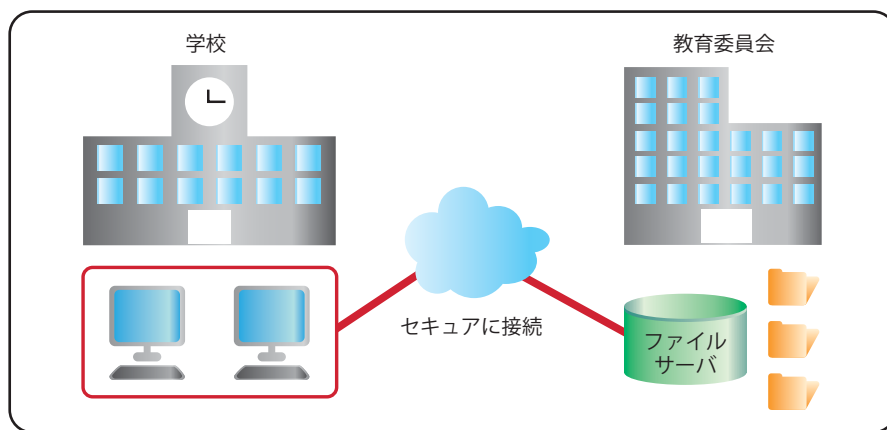 学校
教育委員会
セキュアに接続
ファイル
サーバ